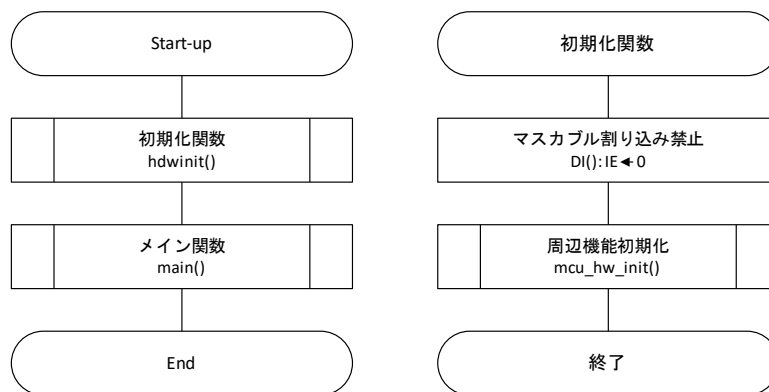 Start-up
初期化関数
hdwinit()
メイン関数
main()
End
初期化関数
マスカブル割り込み禁止
DI(): IE←0
周辺機能初期化
mcu_hw_init()
終了